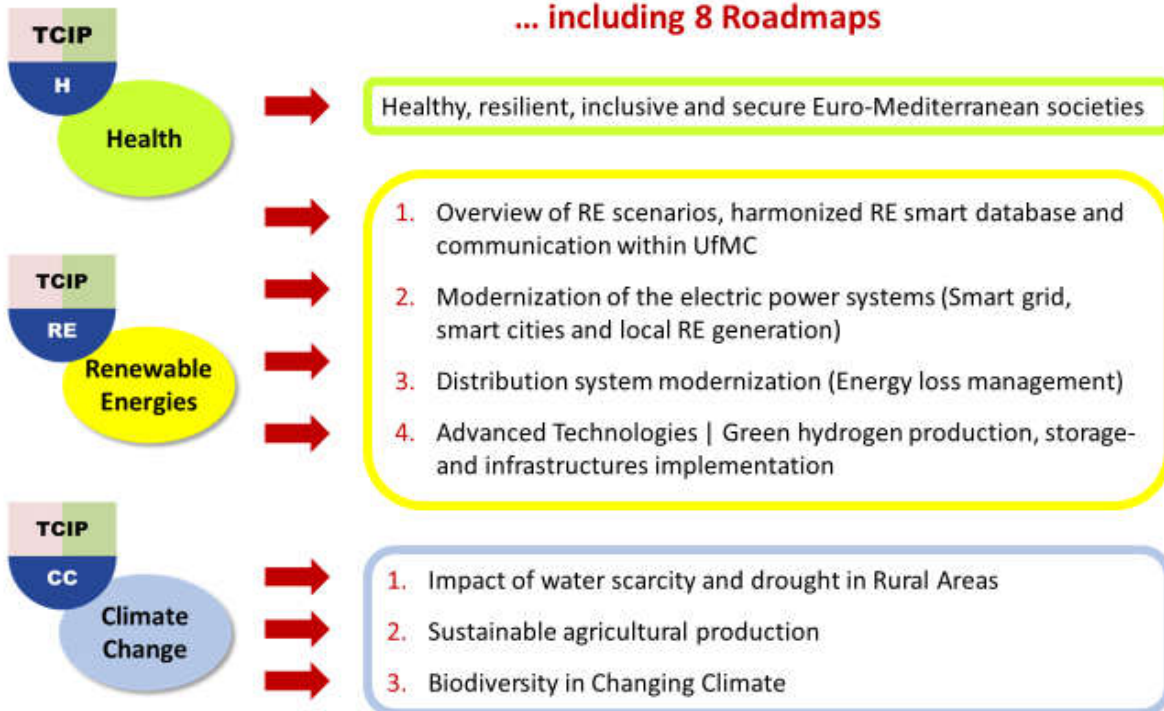 ... including 8 Roadmaps
TCIP
H
Health
Healthy, resilient, inclusive and secure Euro-Mediterranean societies
TCIP
RE
Renewable
Energies
1. Overview of RE scenarios, harmonized RE smart database and
communication within UfMC
2. Modernization of the electric power systems (Smart grid,
smart cities and local RE generation)
3. Distribution system modernization (Energy loss management)
4. Advanced Technologies | Green hydrogen production, storage-
and infrastructures implementation
TCIP
CC
Climate
Change
1. Impact of water scarcity and drought in Rural Areas
2. Sustainable agricultural production
3. Biodiversity in Changing Climate